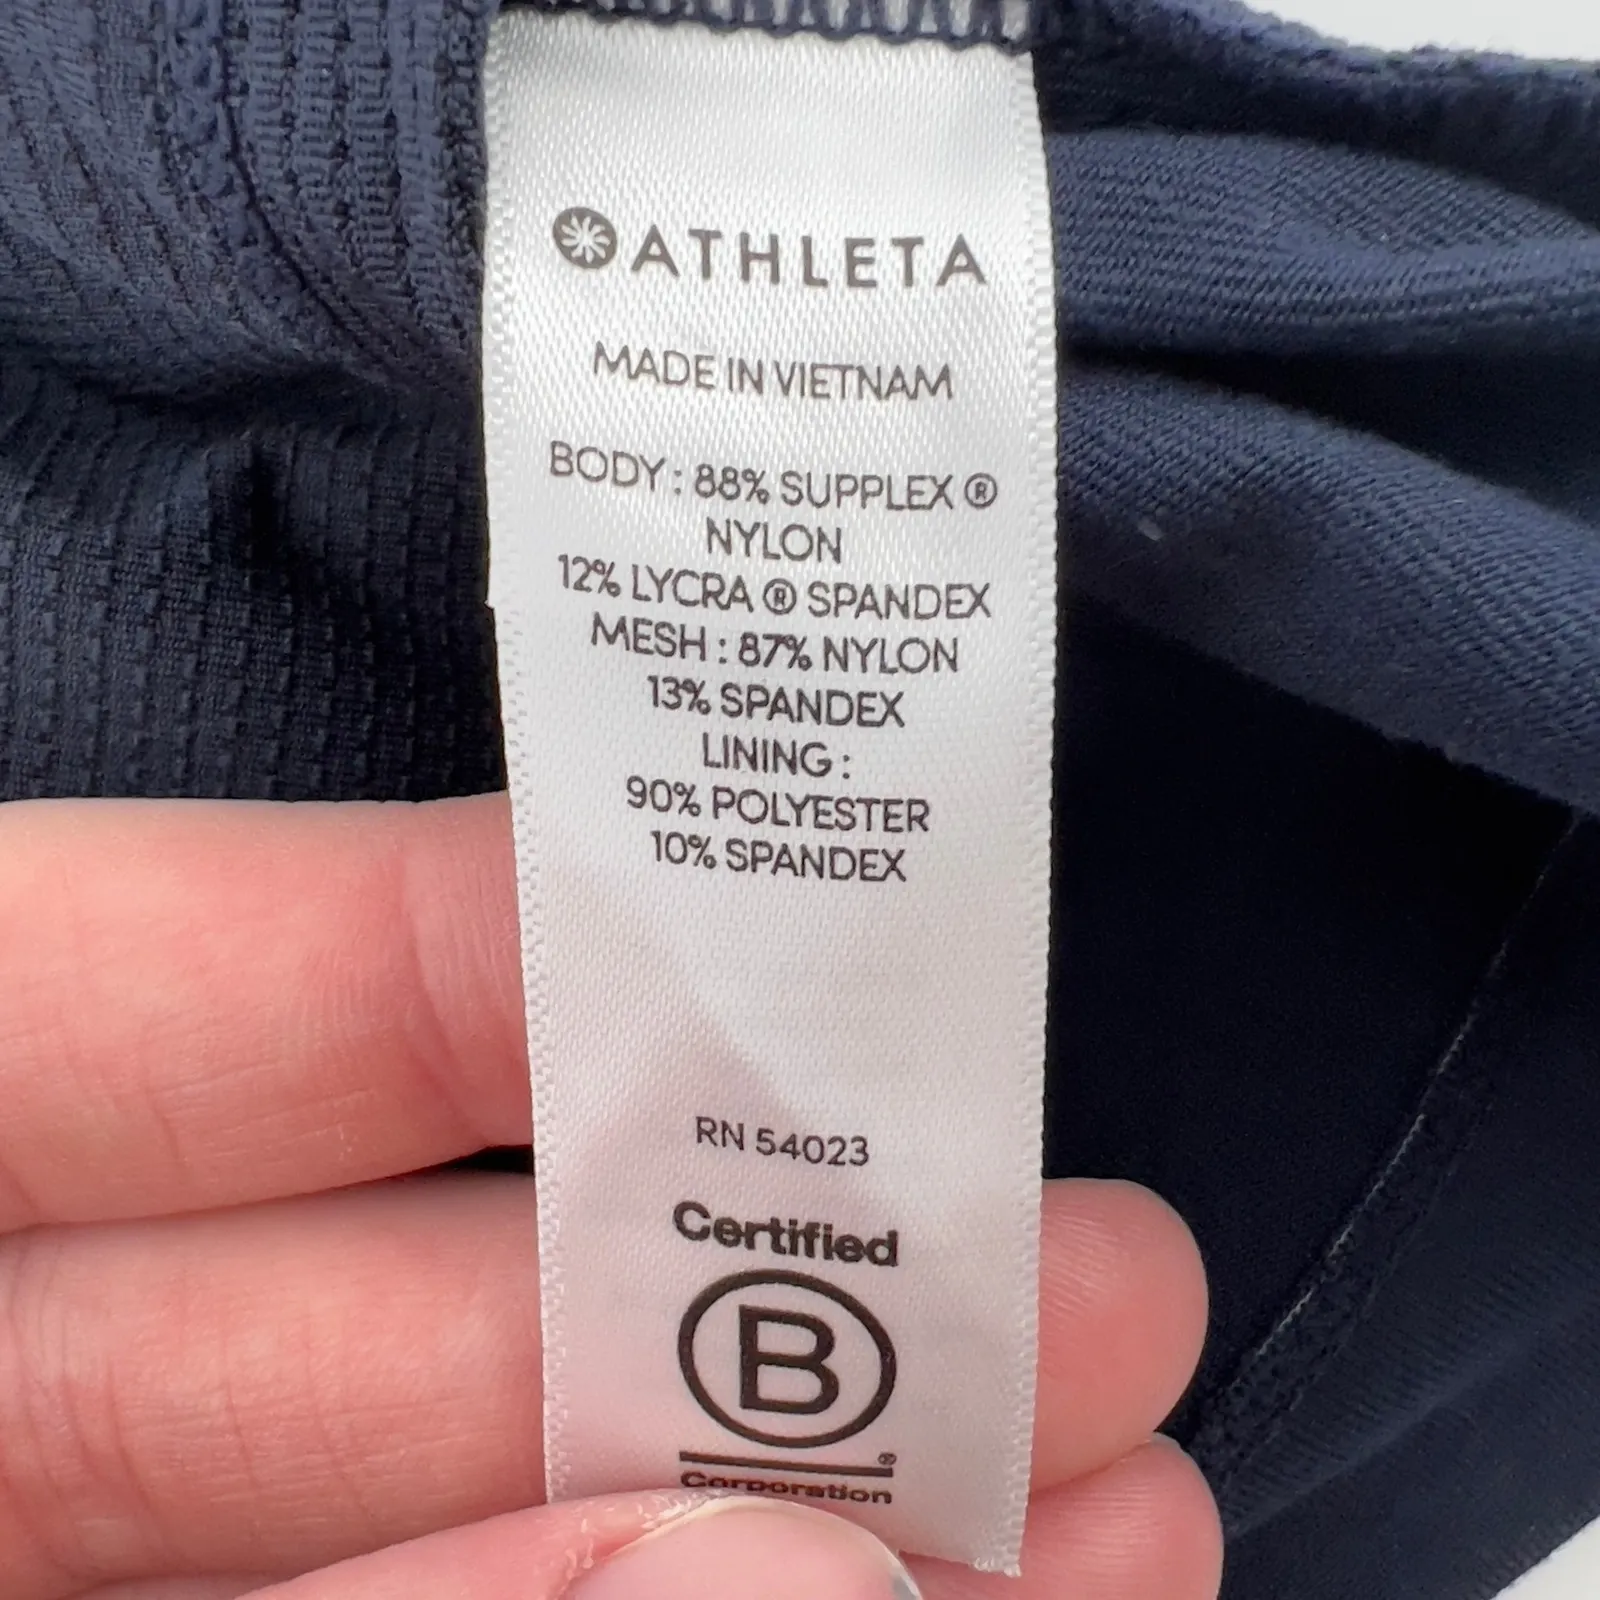 ATHLETA
MADE IN VIETNAM
BODY : 88% SUPPLEX ®
NYLON
12% LYCRA ® SPANDEX
MESH : 87% NYLON
13% SPANDEX
LINING :
90% POLYESTER
10% SPANDEX
RN 54023
Certified
B
®
Corporation